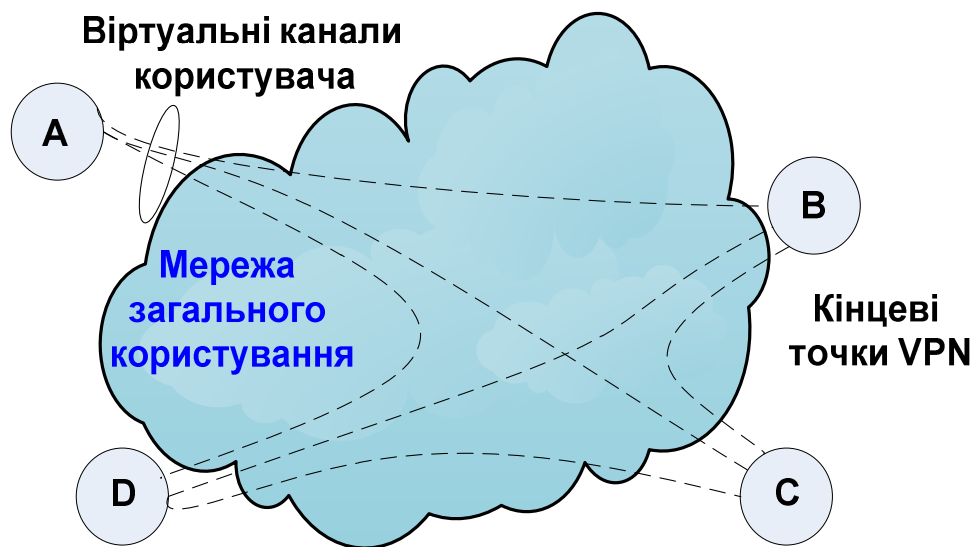 Віртуальні канали
користувача
A
B
Мережа
загального
користування
Кінцеві
точки VPN
D
C